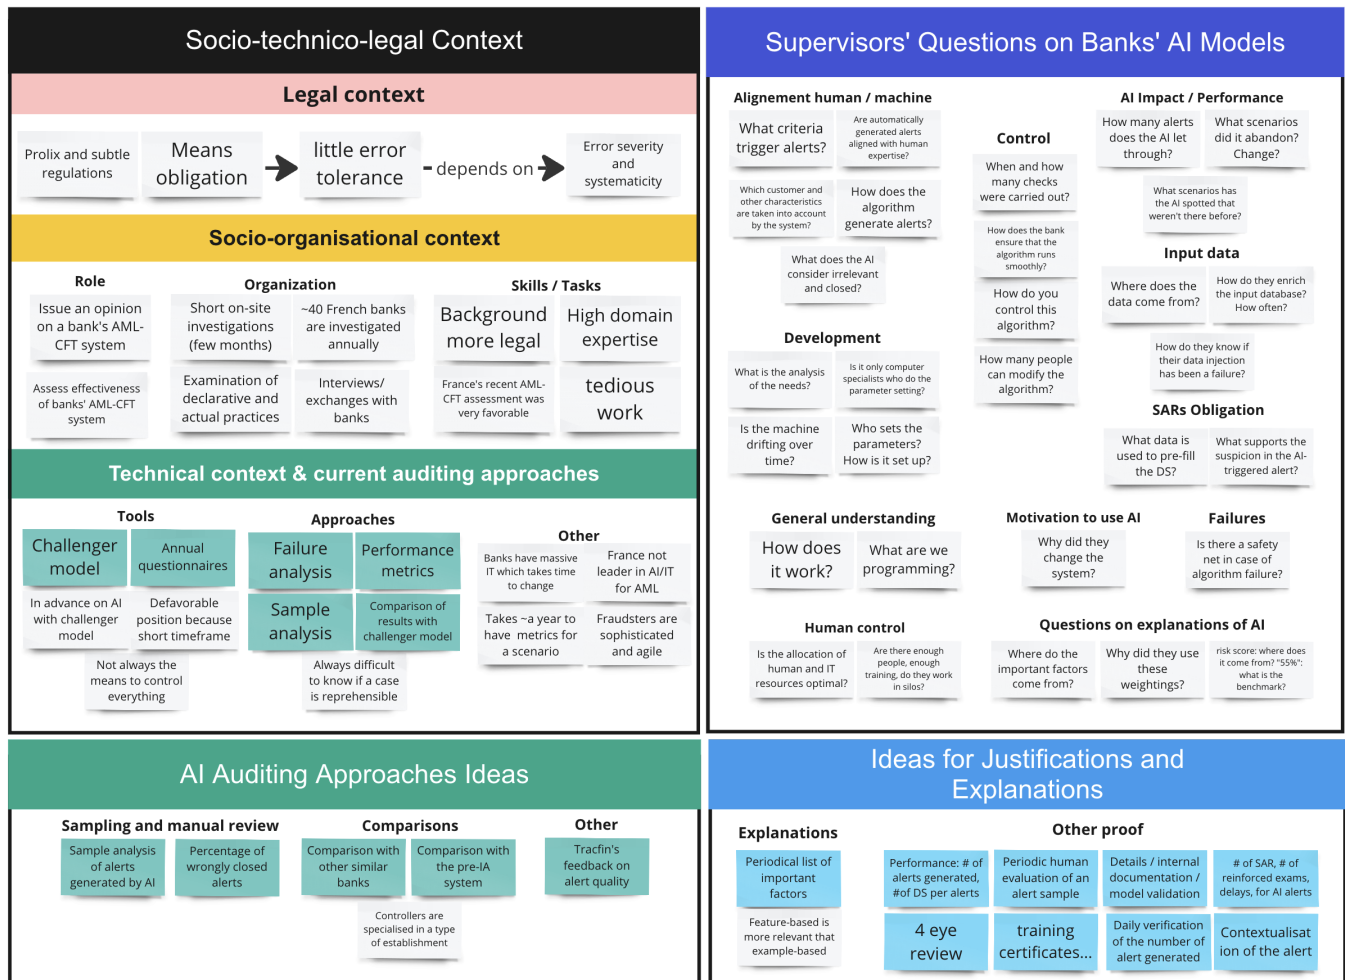 Socio-technico-legal Context
Legal context
Prolix and subtle
regulations
Means
obligation
little error
tolerance
depends on
Error severity
and
systematicity
Socio-organisational context
Role
Issue an opinion
on a bank's AML-
CFT system
Assess effectiveness
of banks' AML-CFT
system
Organization
Short on-site
investigations
(few months)
~40 French banks
are investigated
annually
Examination of
declarative and
actual practices
Interviews/
exchanges with
banks
Skills / Tasks
Background
more legal
High domain
expertise
France's recent AML-
CFT assessment was
very favorable
tedious
work
Technical context & current auditing approaches
Tools
Challenger
model
Annual
questionnaires
In advance on AI
with challenger
model
Defavorable
position because
short timeframe
Not always the
means to control
everything
Approaches
Failure
analysis
Performance
metrics
Sample
analysis
Comparison of
results with
challenger model
Always difficult
to know if a case
is reprehensible
Other
Banks have massive
IT which takes time
to change
France not
leader in AI/IT
for AML
Takes ~a year to
have metrics for
a scenario
Fraudsters are
sophisticated
and agile
Supervisors' Questions on Banks' AI Models
Alignement human / machine
What criteria
trigger alerts?
Are automatically
generated alerts
aligned with human
expertise?
Which customer and
other characteristics
are taken into account
by the system?
How does the
algorithm
generate alerts?
What does the AI
consider irrelevant
and closed?
Development
What is the analysis
of the needs?
Is it only computer
specialists who do the
parameter setting?
Is the machine
drifting over
time?
Who sets the
parameters?
How is it set up?
Control
When and how
many checks
were carried out?
How does the bank
ensure that the
algorithm runs
smoothly?
How do you
control this
algorithm?
How many people
can modify the
algorithm?
AI Impact / Performance
How many alerts
does the AI let
through?
What scenarios
did it abandon?
Change?
What scenarios has
the AI spotted that
weren't there before?
Input data
Where does the
data come from?
How do they enrich
the input database?
How often?
How do they know if
their data injection
has been a failure?
SARs Obligation
What data is
used to pre-fill
the DS?
What supports the
suspicion in the AI-
triggered alert?
General understanding
How does
it work?
What are we
programming?
Motivation to use AI
Why did they
change the
system?
Failures
Is there a safety
net in case of
algorithm failure?
Human control
Is the allocation of
human and IT
resources optimal?
Are there enough
people, enough
training, do they work
in silos?
Questions on explanations of AI
Where do the
important factors
come from?
Why did they use
these
weightings?
risk score: where does
it come from? "55%":
what is the
benchmark?
AI Auditing Approaches Ideas
Sampling and manual review
Sample analysis
of alerts
generated by AI
Percentage of
wrongly closed
alerts
Comparisons
Comparison with
other similar
banks
Comparison with
the pre-IA
system
Controllers are
specialised in a type
of establishment
Other
Tracfin's
feedback on
alert quality
Ideas for Justifications and
Explanations
Explanations
Periodical list of
important
factors
Feature-based is
more relevant that
example-based
Other proof
Performance: # of
alerts generated,
#of DS per alerts
Periodic human
evaluation of an
alert sample
Details / internal
documentation /
model validation
# of SAR, # of
reinforced exams,
delays, for AI alerts
4 eye
review
training
certificates...
Daily verification
of the number of
alert generated
Contextualisat
ion of the alert